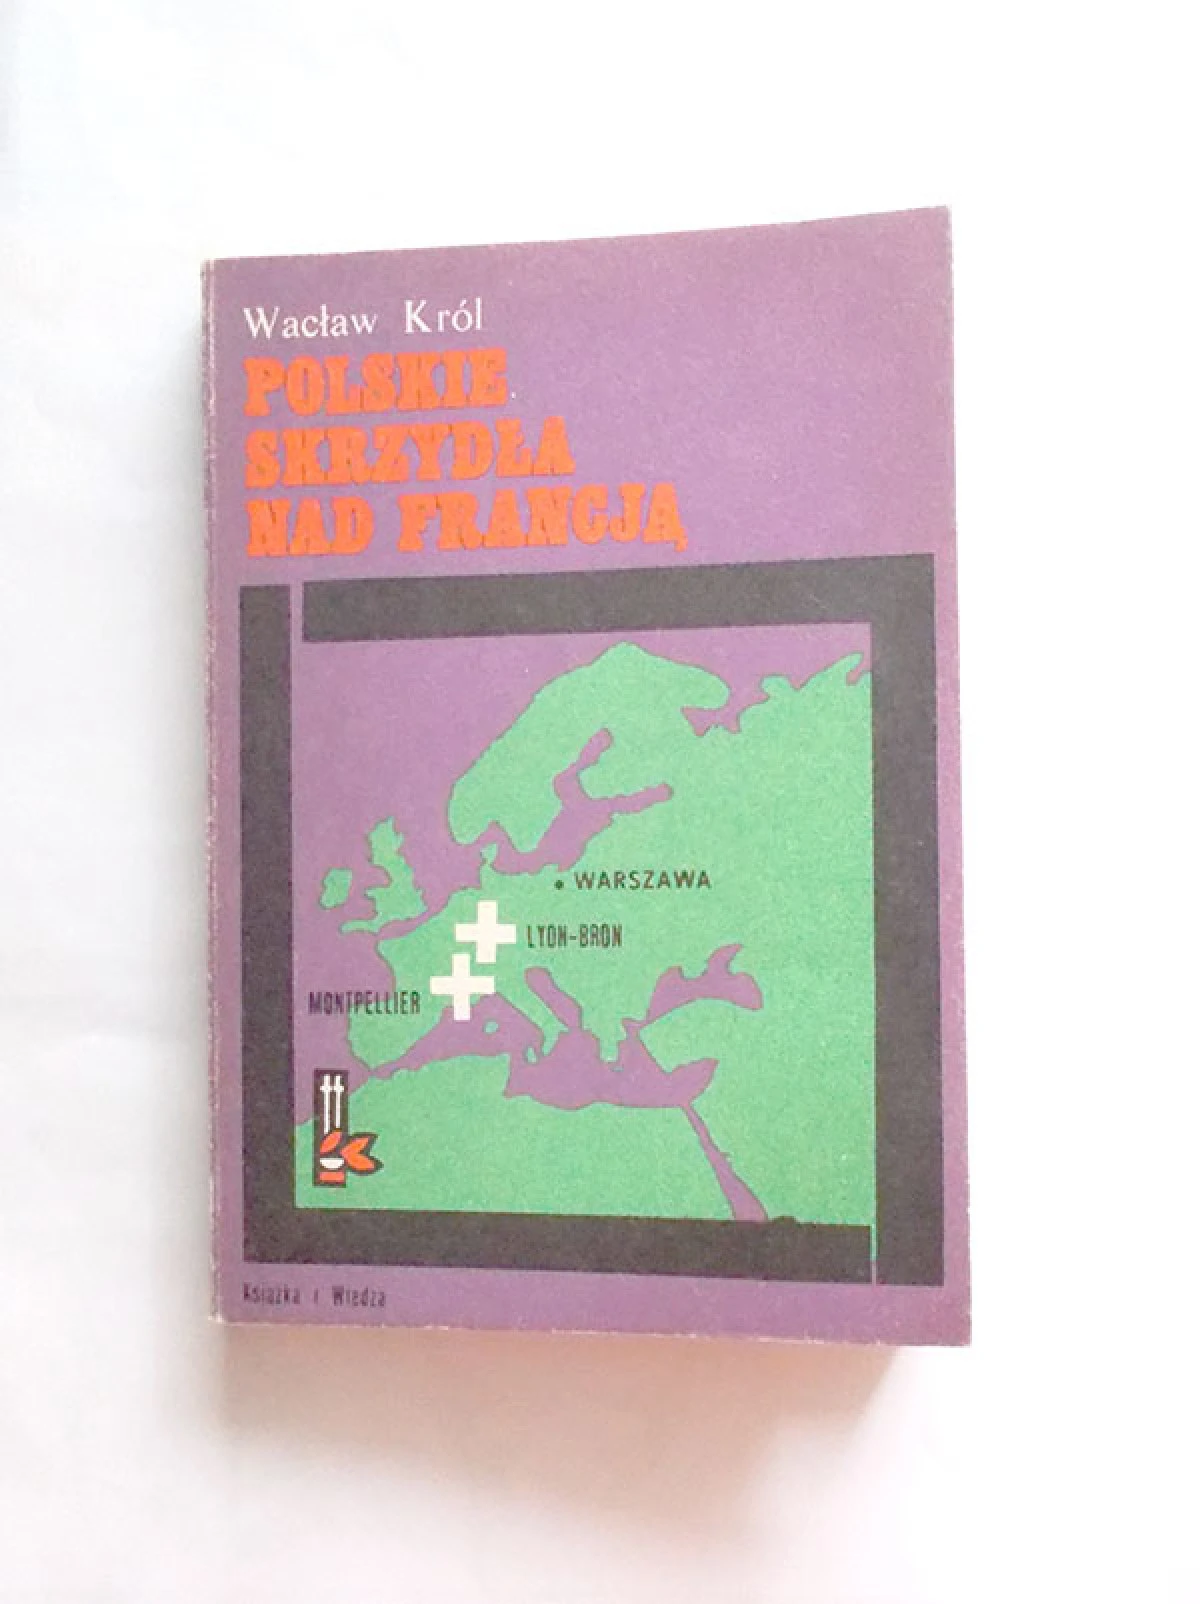 Wacław Król
POLSKIE
SKRZYDŁA
NAD FRANCJĄ
WARSZAWA
LYON-BRON
MONTPELLIER
Książka i Wiedza